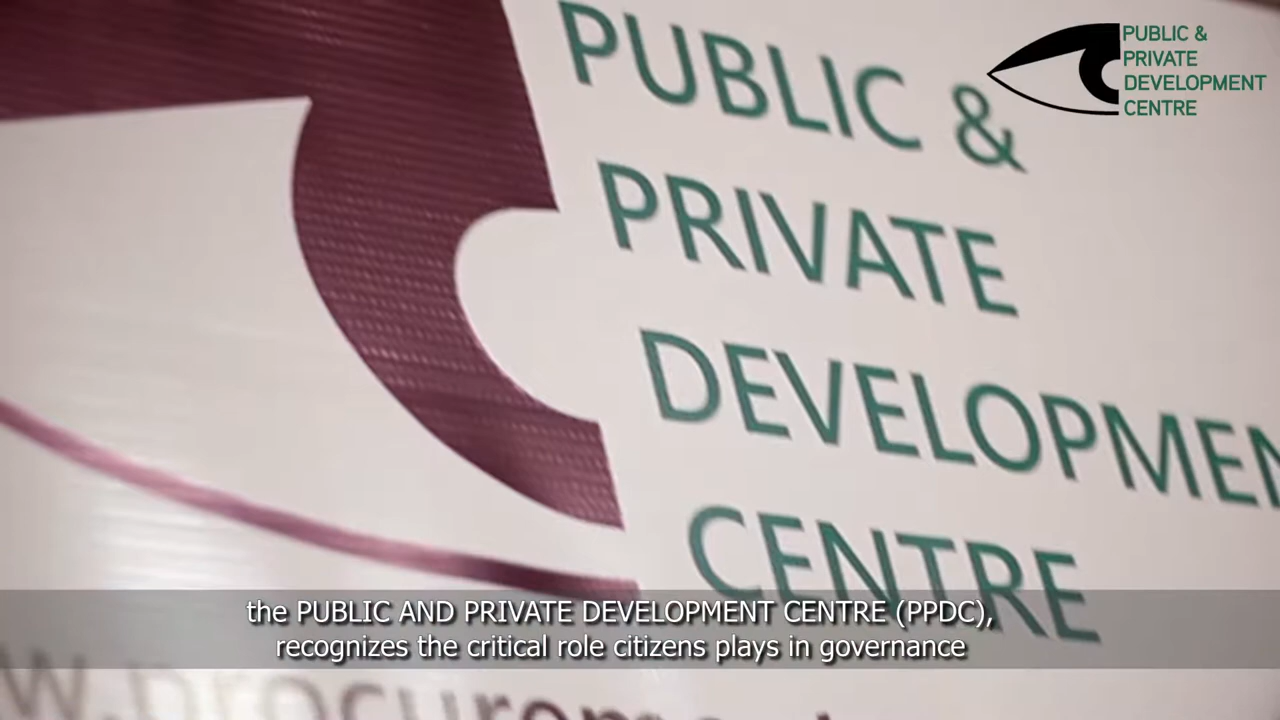 PUBLIC &
PRIVATE
DEVELOPMENT
CENTRE
PUBLIC &
PRIVATE
DEVELOPMEN
CENTRE
the PUBLIC AND PRIVATE DEVELOPMENT CENTRE (PPDC),
recognizes the critical role citizens plays in governance